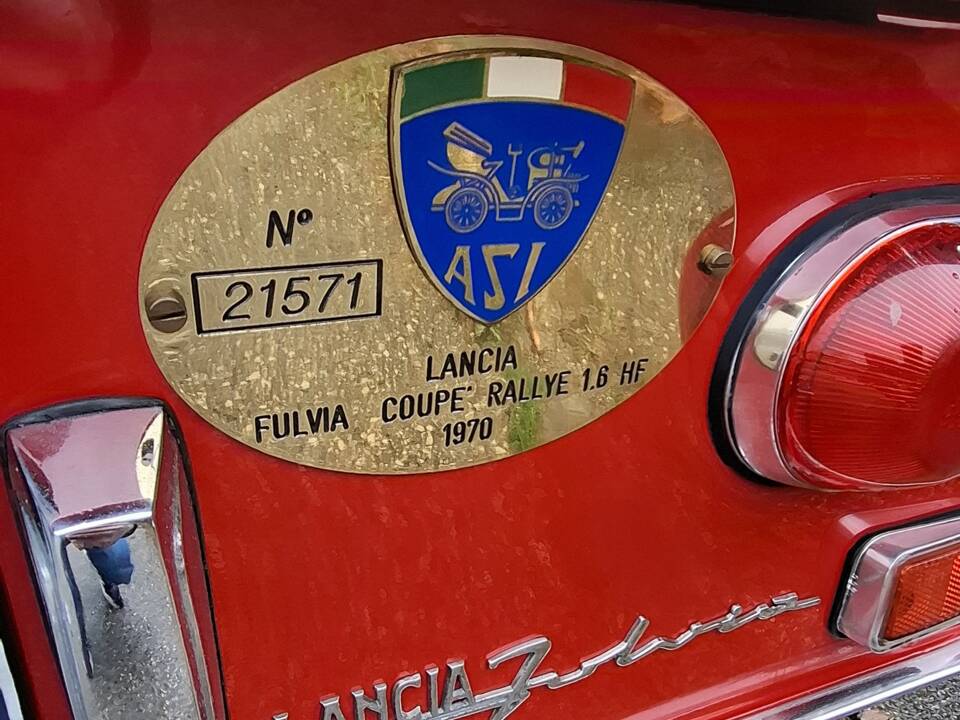 ASI
Nº
21571
LANCIA
FULVIA COUPE' RALLYE 1.6 HF
1970
LANCIA Fulvia